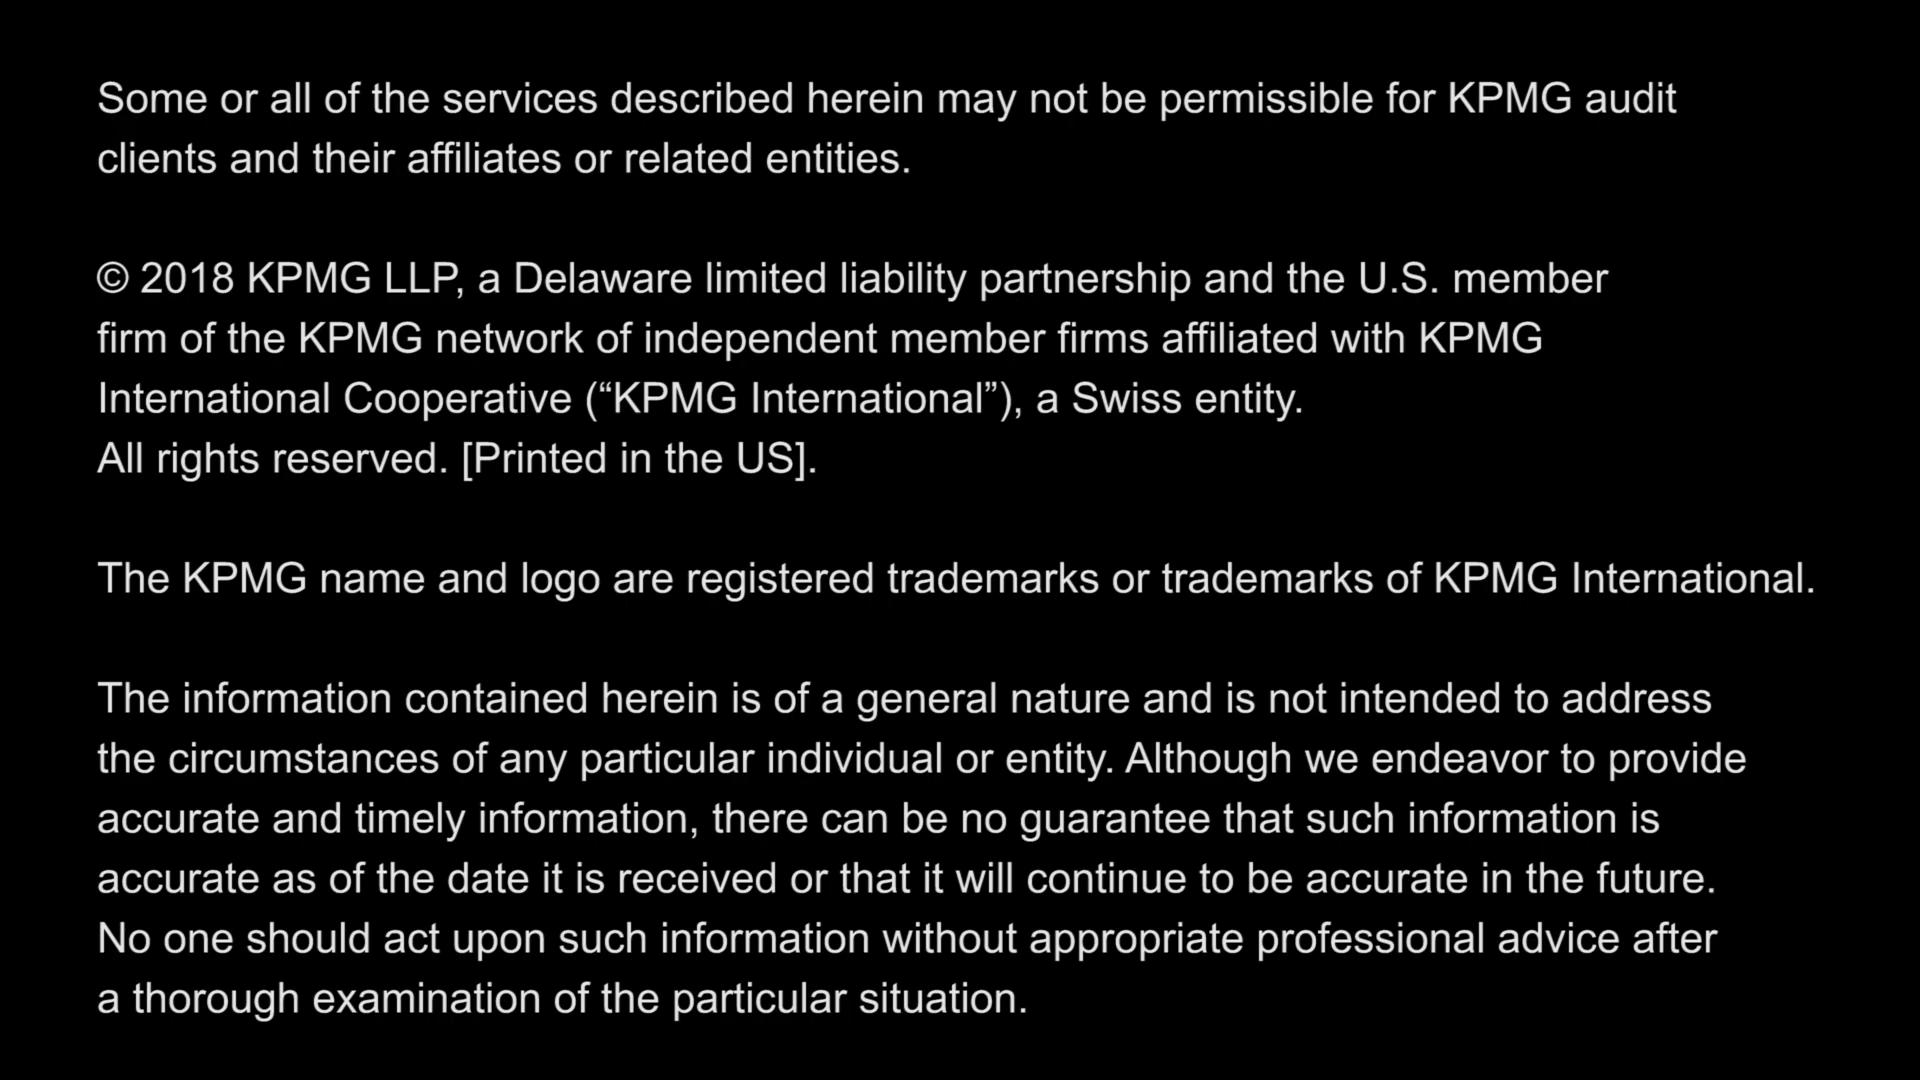 Some or all of the services described herein may not be permissible for KPMG audit
clients and their affiliates or related entities.
© 2018 KPMG LLP, a Delaware limited liability partnership and the U.S. member
firm of the KPMG network of independent member firms affiliated with KPMG
International Cooperative (“KPMG International”), a Swiss entity.
All rights reserved. [Printed in the US].
The KPMG name and logo are registered trademarks or trademarks of KPMG International.
The information contained herein is of a general nature and is not intended to address
the circumstances of any particular individual or entity. Although we endeavor to provide
accurate and timely information, there can be no guarantee that such information is
accurate as of the date it is received or that it will continue to be accurate in the future.
No one should act upon such information without appropriate professional advice after
a thorough examination of the particular situation.